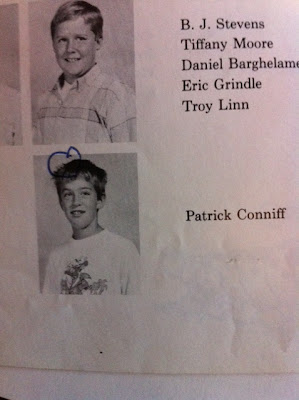 B. J. Stevens
Tiffany Moore
Daniel Barghelame
Eric Grindle
Troy Linn
Patrick Conniff